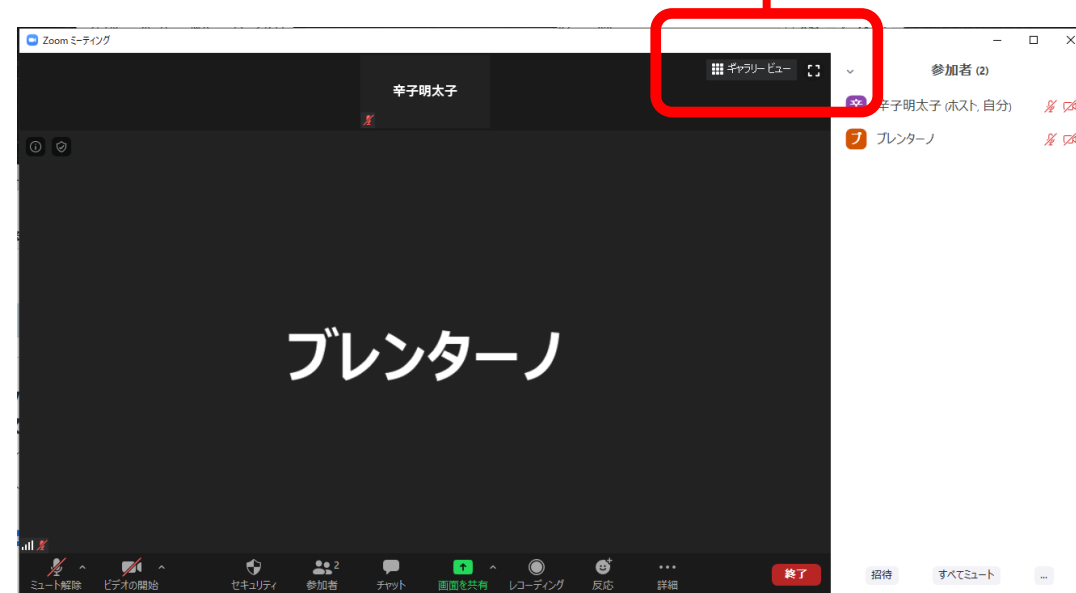 Zoom ミーティング
辛子明太子
ギャラリー ビュー
参加者 (2)
辛子明太子 (ホスト, 自分)
ブ ブレンターノ
ブレンターノ
ミュート解除 ビデオの開始 セキュリティ 参加者 2 チャット 画面を共有 レコーディング 反応 詳細 終了
招待 すべてミュート ...